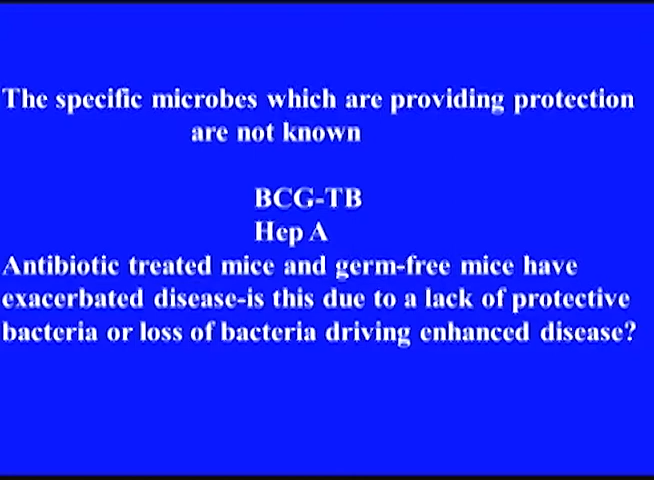 The specific microbes which are providing protection
are not known
BCG-TB
Hep A
Antibiotic treated mice and germ-free mice have
exacerbated disease-is this due to a lack of protective
bacteria or loss of bacteria driving enhanced disease?